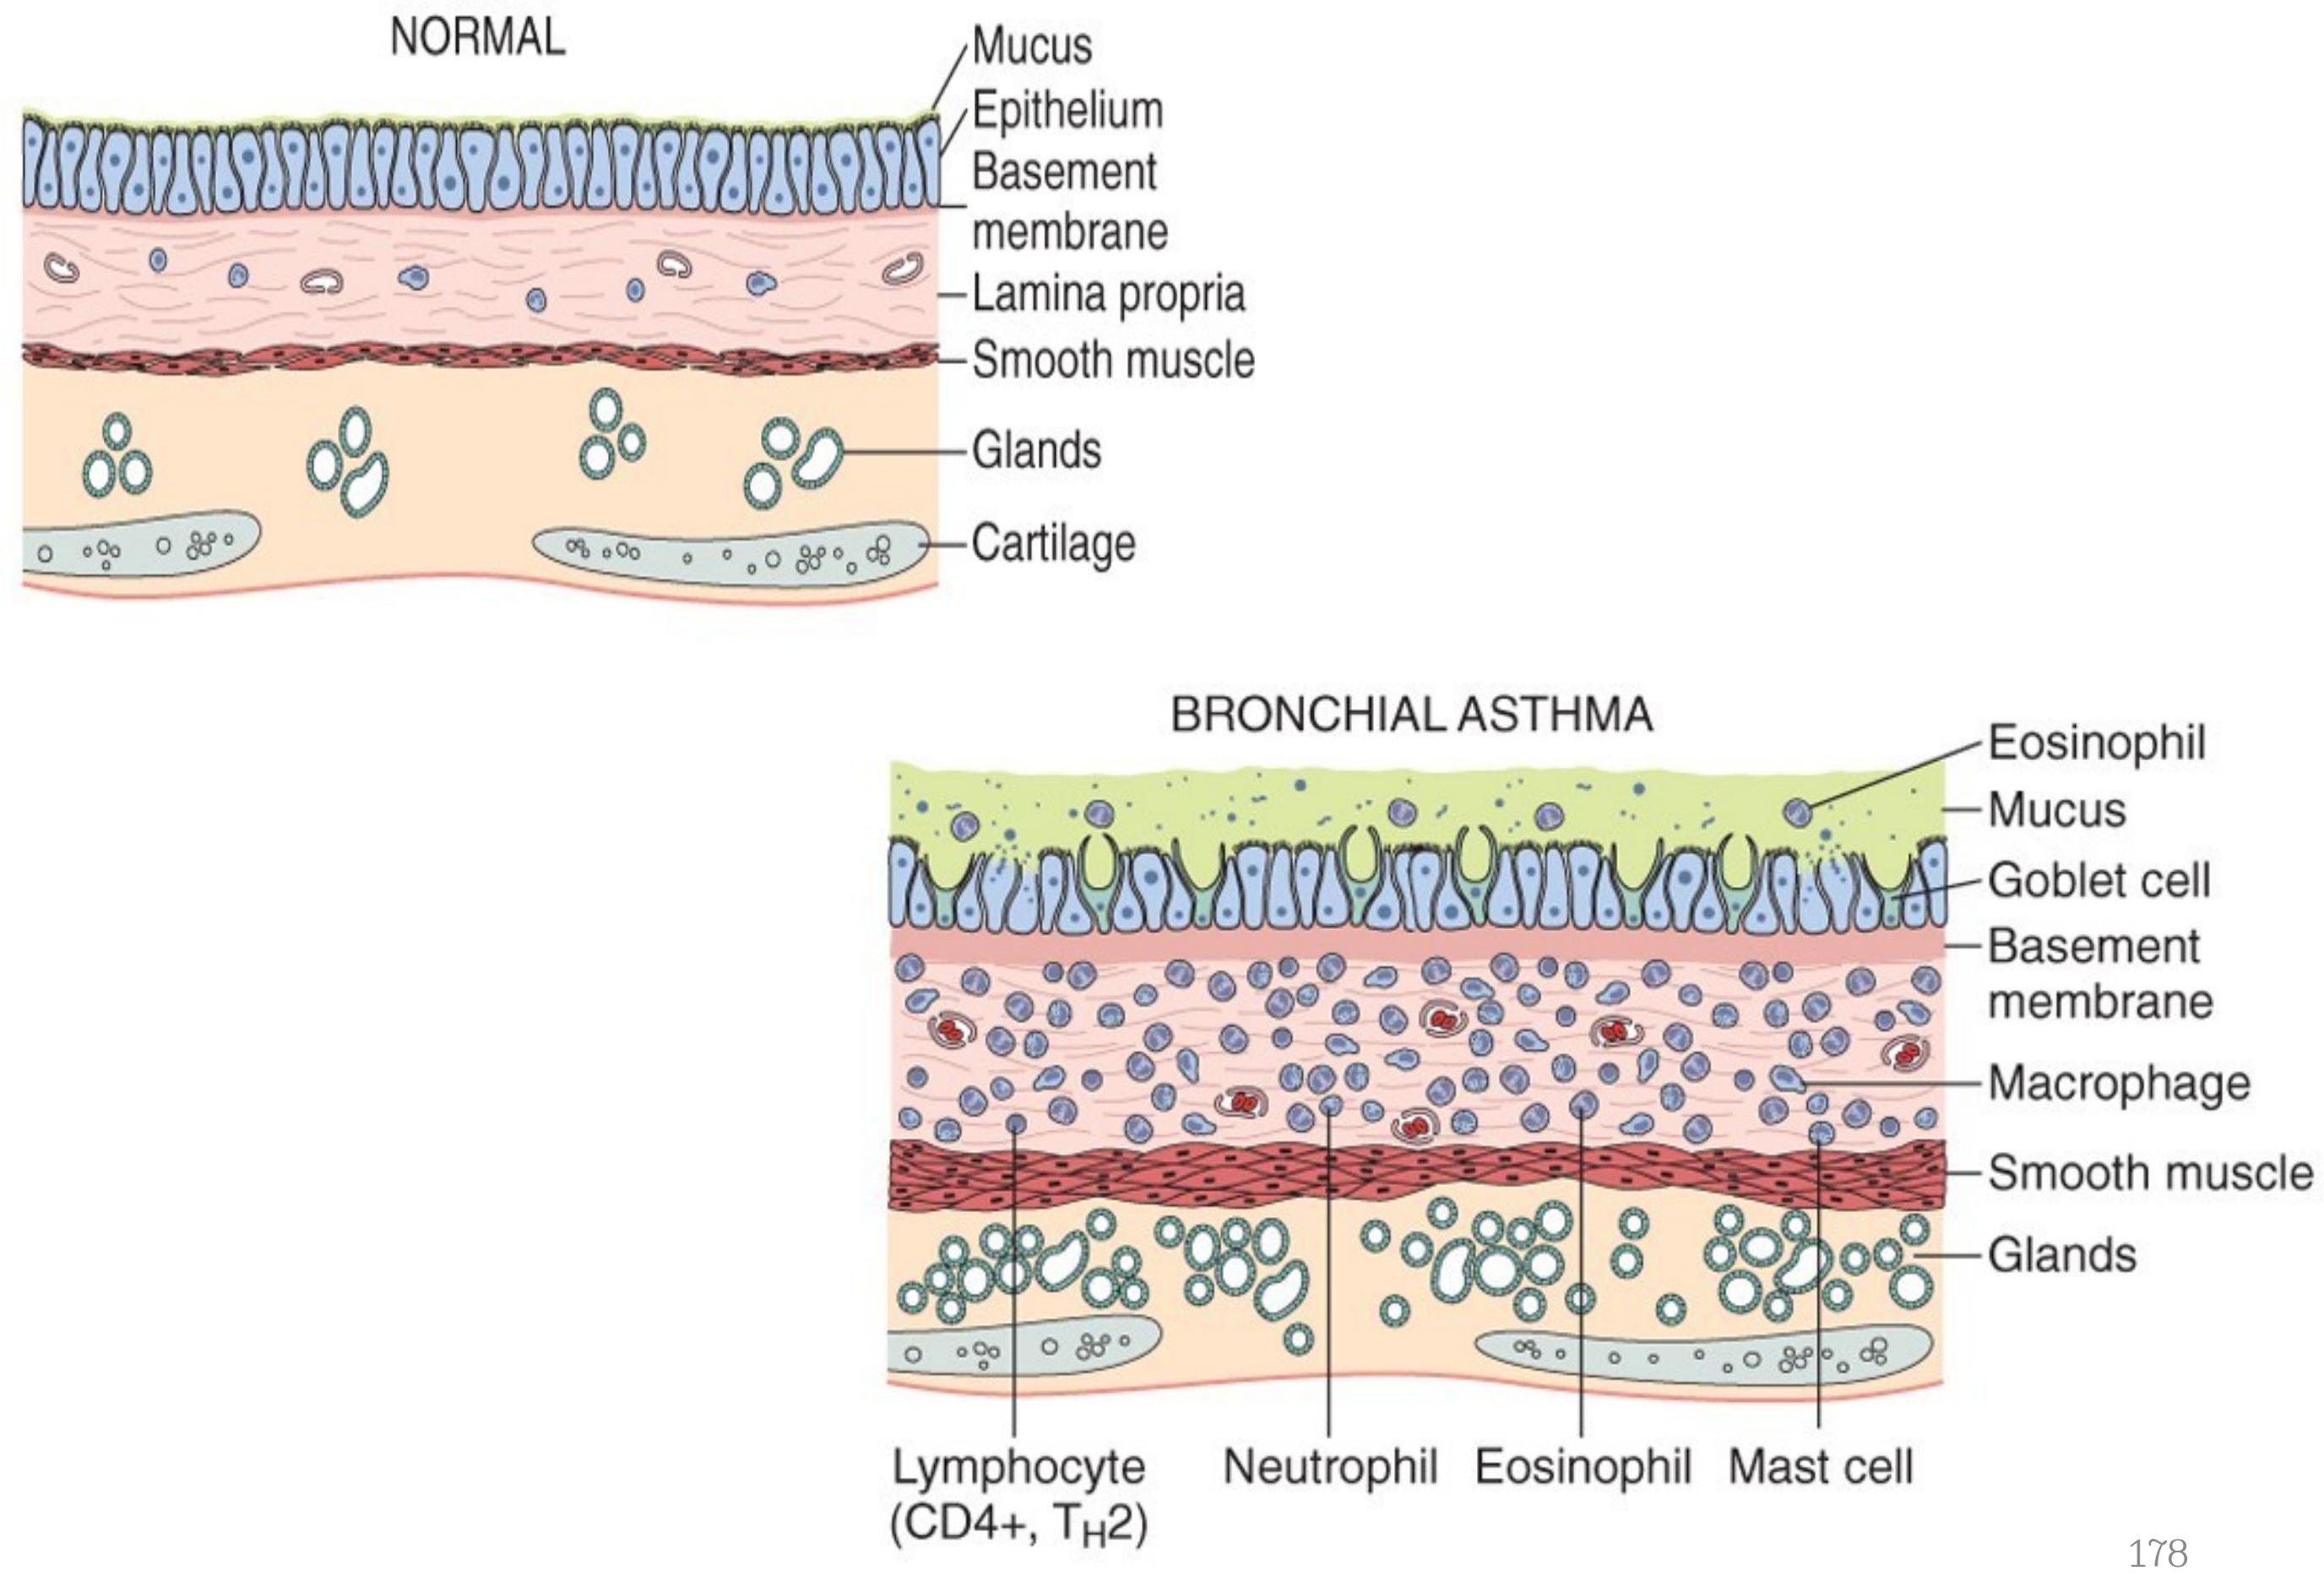 NORMAL
Mucus
Epithelium
Basement
membrane
Lamina propria
Smooth muscle
Glands
Cartilage
BRONCHIAL ASTHMA
Eosinophil
Mucus
Goblet cell
Basement
membrane
Macrophage
Smooth muscle
Glands
Lymphocyte
(CD4+, TH2)
Neutrophil
Eosinophil
Mast cell
178